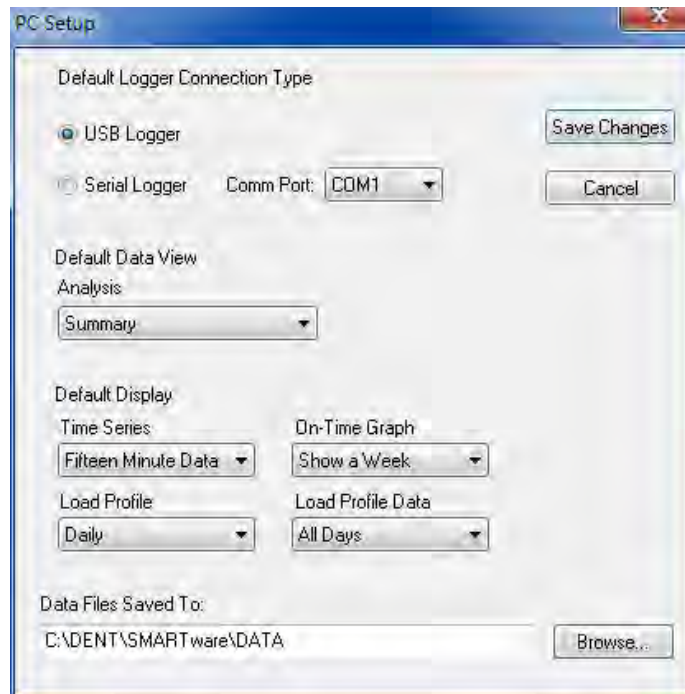 PC Setup
Default Logger Connection Type
USB Logger
Save Changes
Serial Logger Comm Port: COM1
Cancel
Default Data View
Analysis
Summary
Default Display
Time Series On-Time Graph
Fifteen Minute Data Show a Week
Load Profile Load Profile Data
Daily All Days
Data Files Saved To:
C:\DENT\SMARTware\DATA Browse...